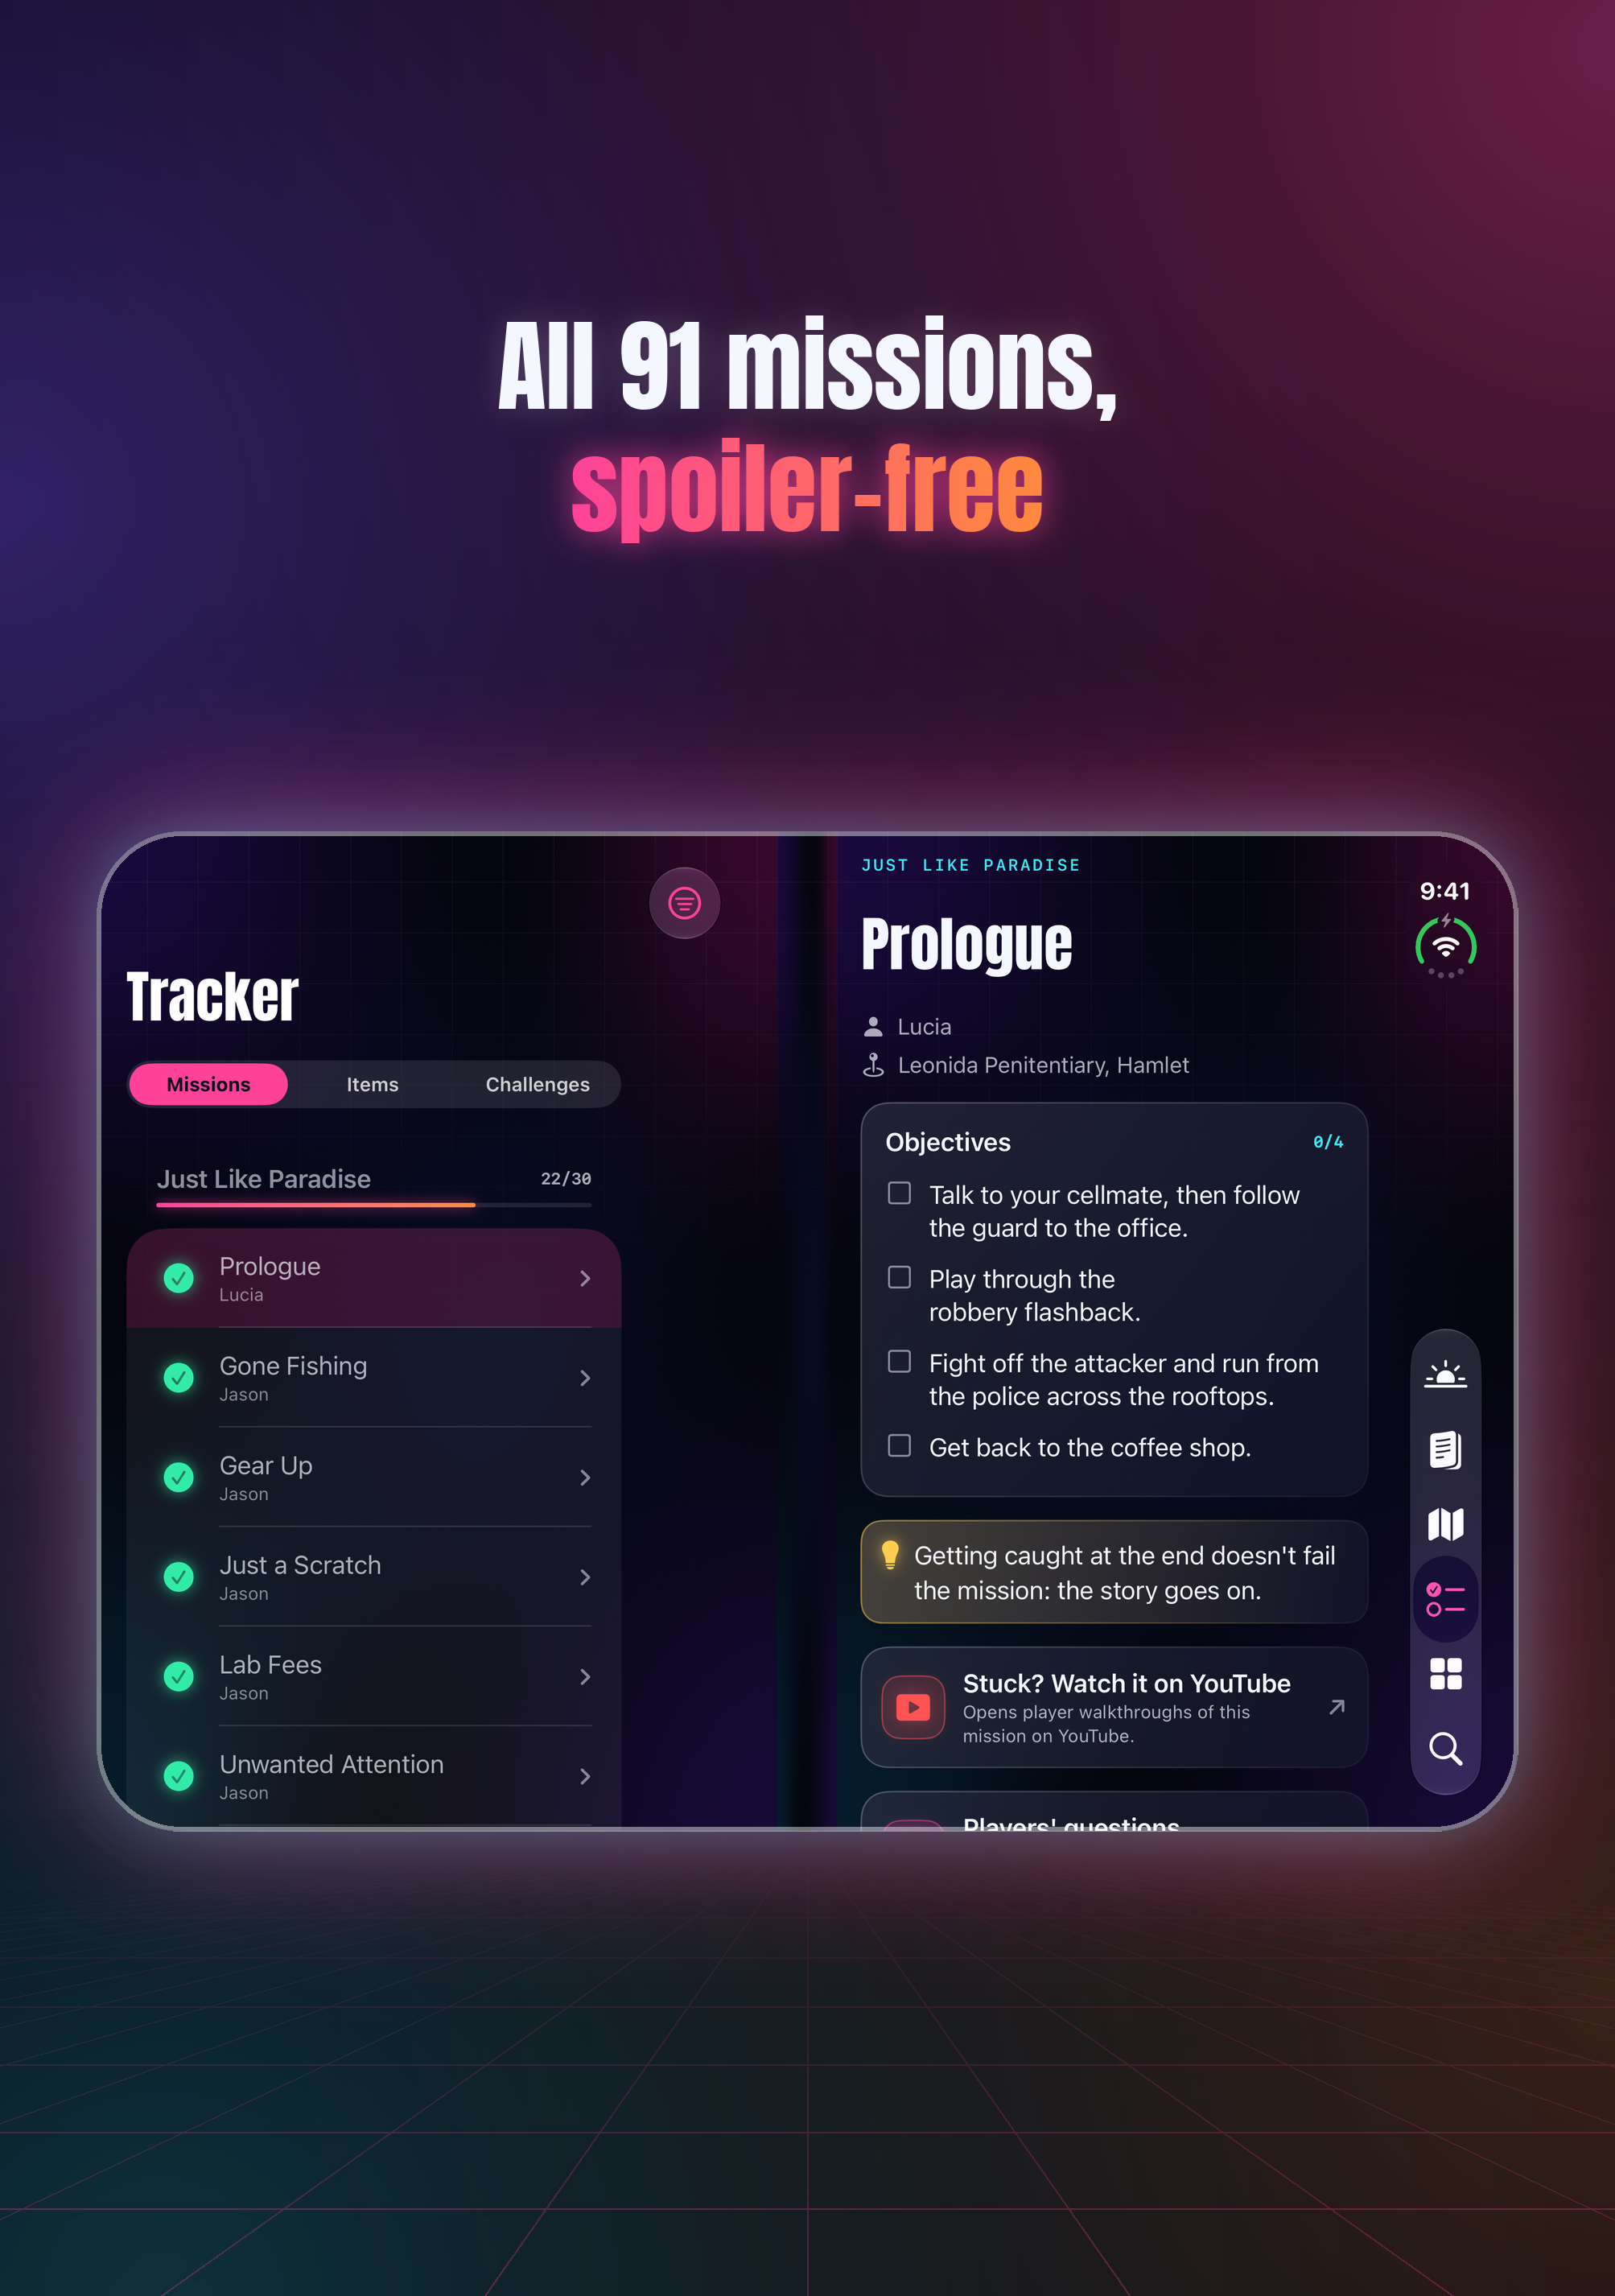 All 91 missions,
spoiler-free
Tracker
Missions
Items
Challenges
Just Like Paradise
22/30
Prologue
Lucia
Gone Fishing
Jason
Gear Up
Jason
Just a Scratch
Jason
Lab Fees
Jason
Unwanted Attention
Jason
JUST LIKE PARADISE
9:41
Prologue
Lucia
Leonida Penitentiary, Hamlet
Objectives
0/4
Talk to your cellmate, then follow
the guard to the office.
Play through the
robbery flashback.
Fight off the attacker and run from
the police across the rooftops.
Get back to the coffee shop.
Getting caught at the end doesn't fail
the mission: the story goes on.
Stuck? Watch it on YouTube
Opens player walkthroughs of this
mission on YouTube.
Players' questions